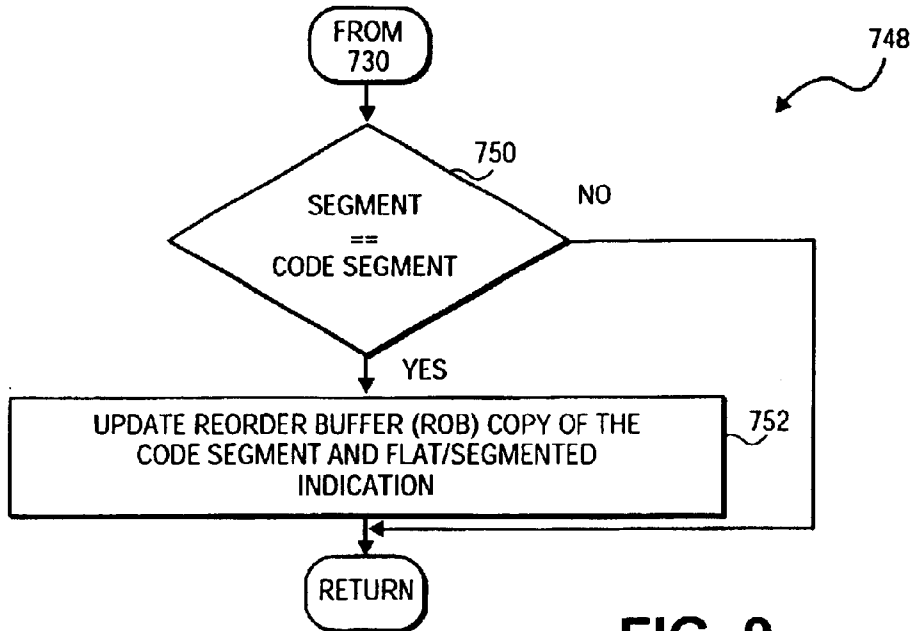 FROM
730
748
750
NO
SEGMENT
==
CODE SEGMENT
YES
UPDATE REORDER BUFFER (ROB) COPY OF THE
CODE SEGMENT AND FLAT/SEGMENTED
INDICATION
752
RETURN
FIG.